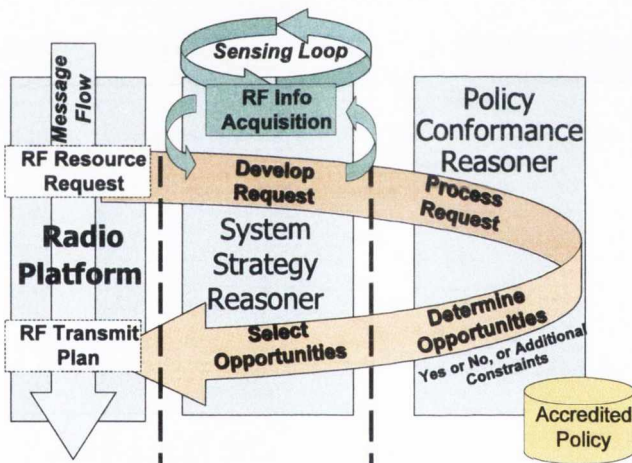 Sensing Loop
Message
Flow
RF Info
Acquisition
Policy
Conformance
Reasoner
RF Resource
Request
Develop
Request
Process
Request
Radio
Platform
System
Strategy
Reasoner
RF Transmit
Plan
Select
Opportunities
Determine
Opportunities
Yes or No, or Additional
Constraints
Accredited
Policy